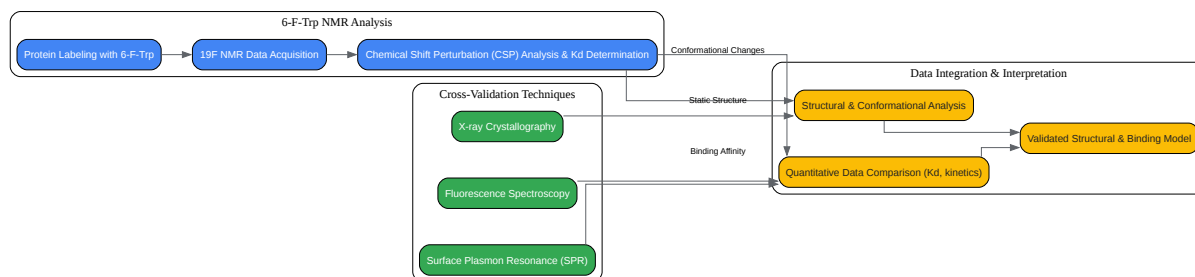 6-F-Trp NMR Analysis
Protein Labeling with 6-F-Trp
19F NMR Data Acquisition
Chemical Shift Perturbation (CSP) Analysis & Kd Determination
Conformational Changes
Data Integration & Interpretation
Cross-Validation Techniques
Static Structure
Structural & Conformational Analysis
X-ray Crystallography
Validated Structural & Binding Model
Binding Affinity
Quantitative Data Comparison (Kd, kinetics)
Fluorescence Spectroscopy
Surface Plasmon Resonance (SPR)